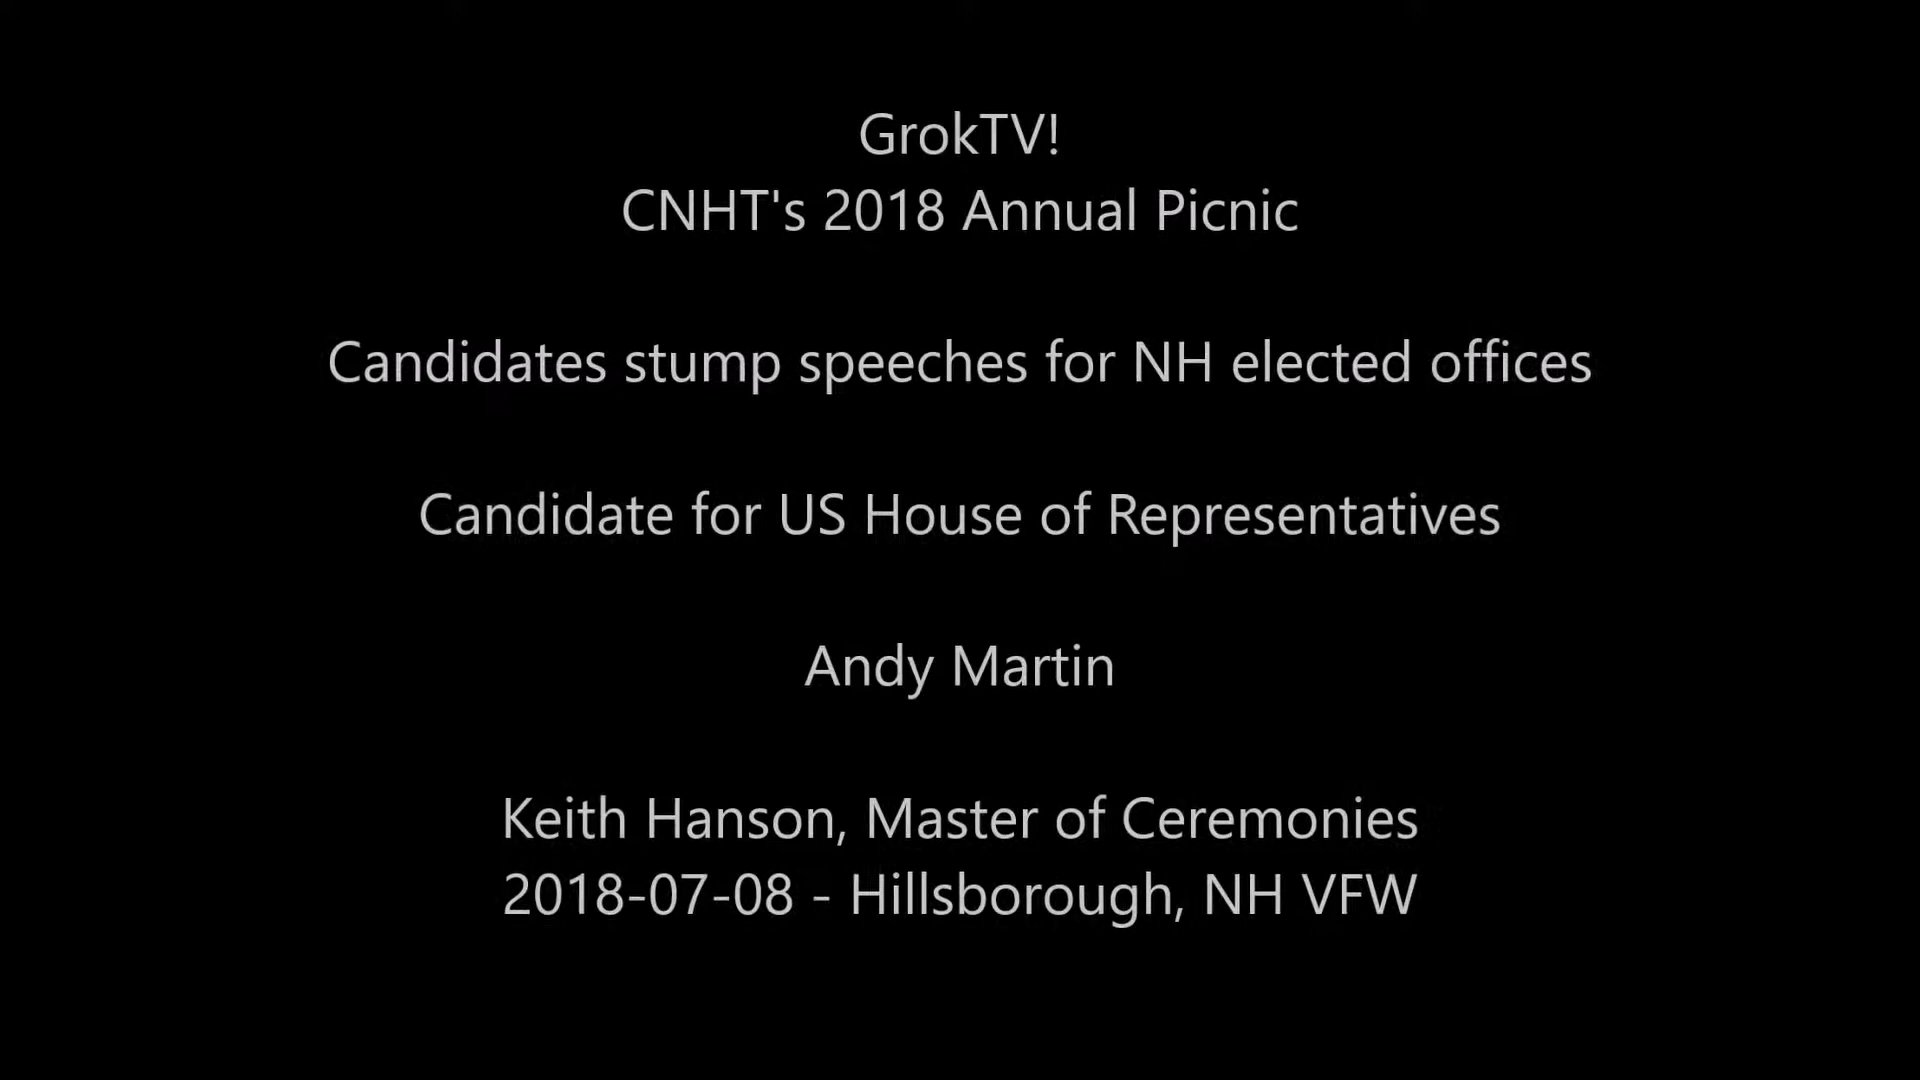 GrokTV!
CNHT's 2018 Annual Picnic
Candidates stump speeches for NH elected offices
Candidate for US House of Representatives
Andy Martin
Keith Hanson, Master of Ceremonies
2018-07-08 - Hillsborough, NH VFW